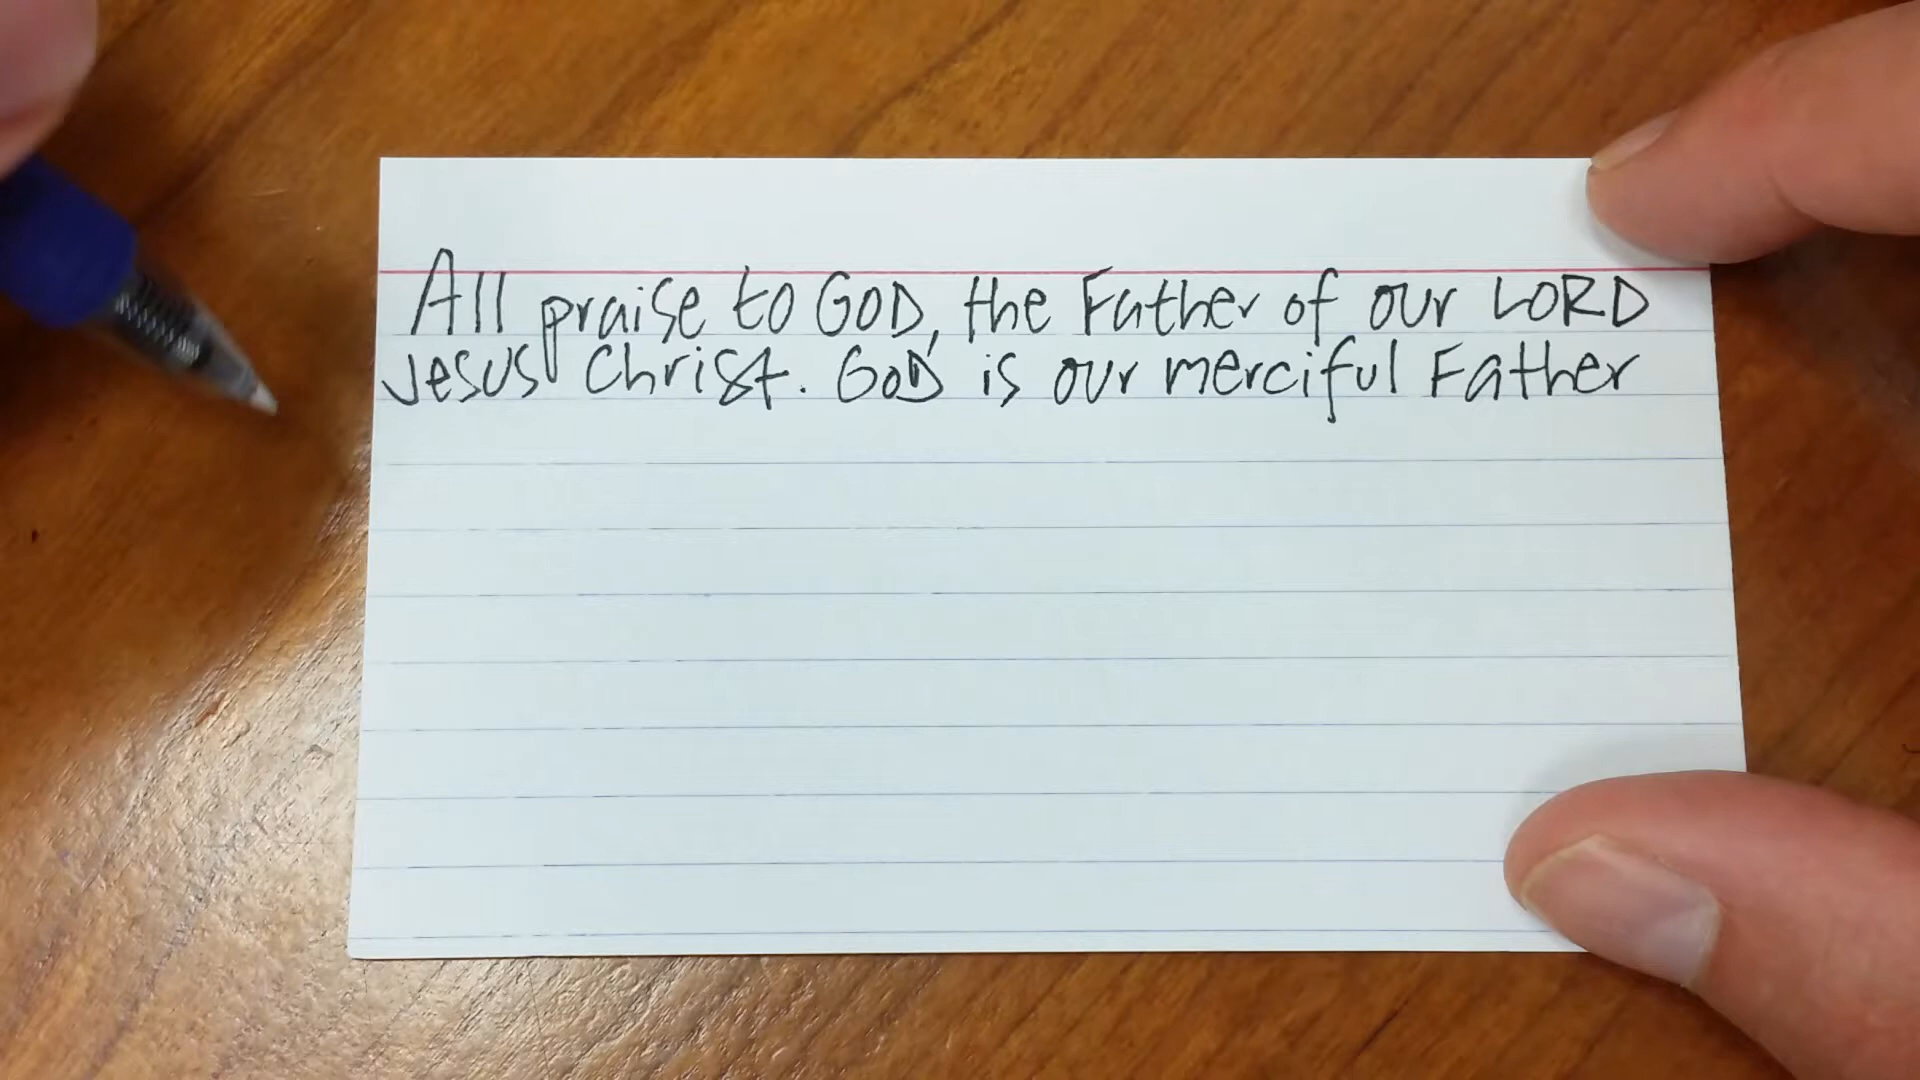 All praise to GOD, the Father of our LORD
Jesus Christ. GOD is our merciful Father